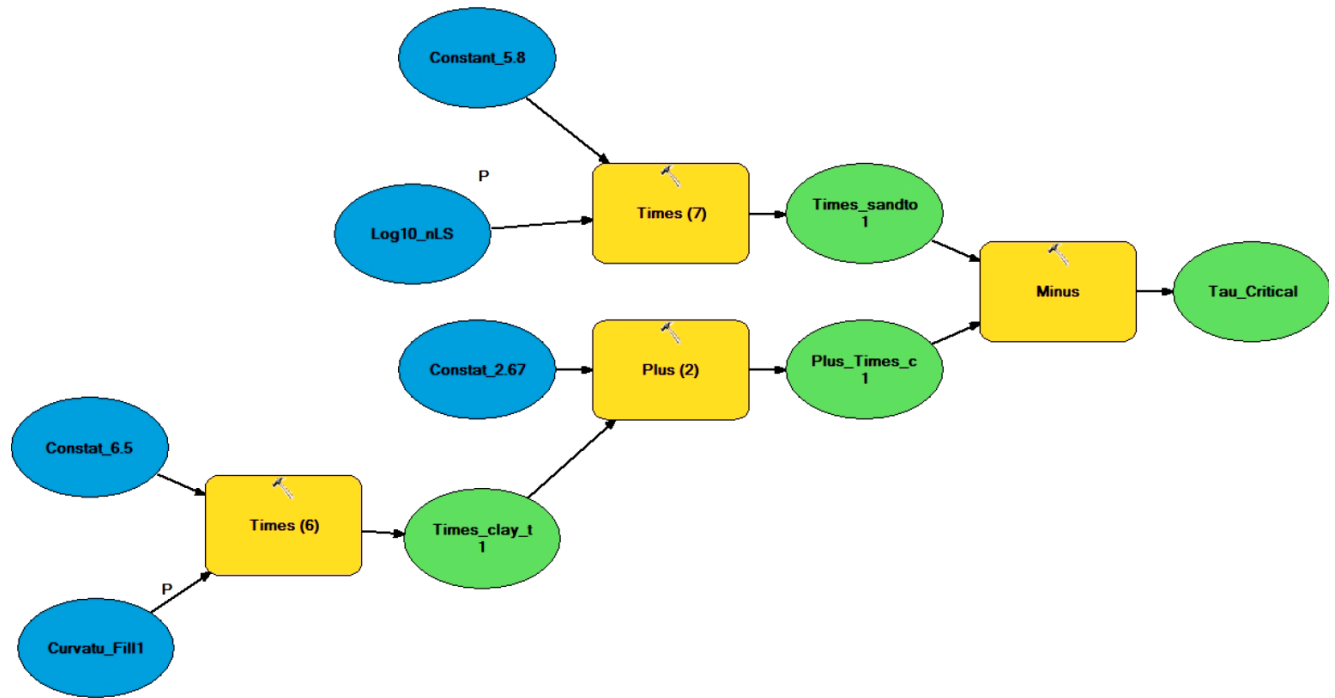 Constant_5.8
P
Log10_nLS
Times (7)
Times_sandto
1
Minus
Tau_Critical
Constat_2.67
Plus (2)
Plus_Times_c
1
Constat_6.5
Times (6)
Times_clay_t
1
P
Curvatu_Fill1